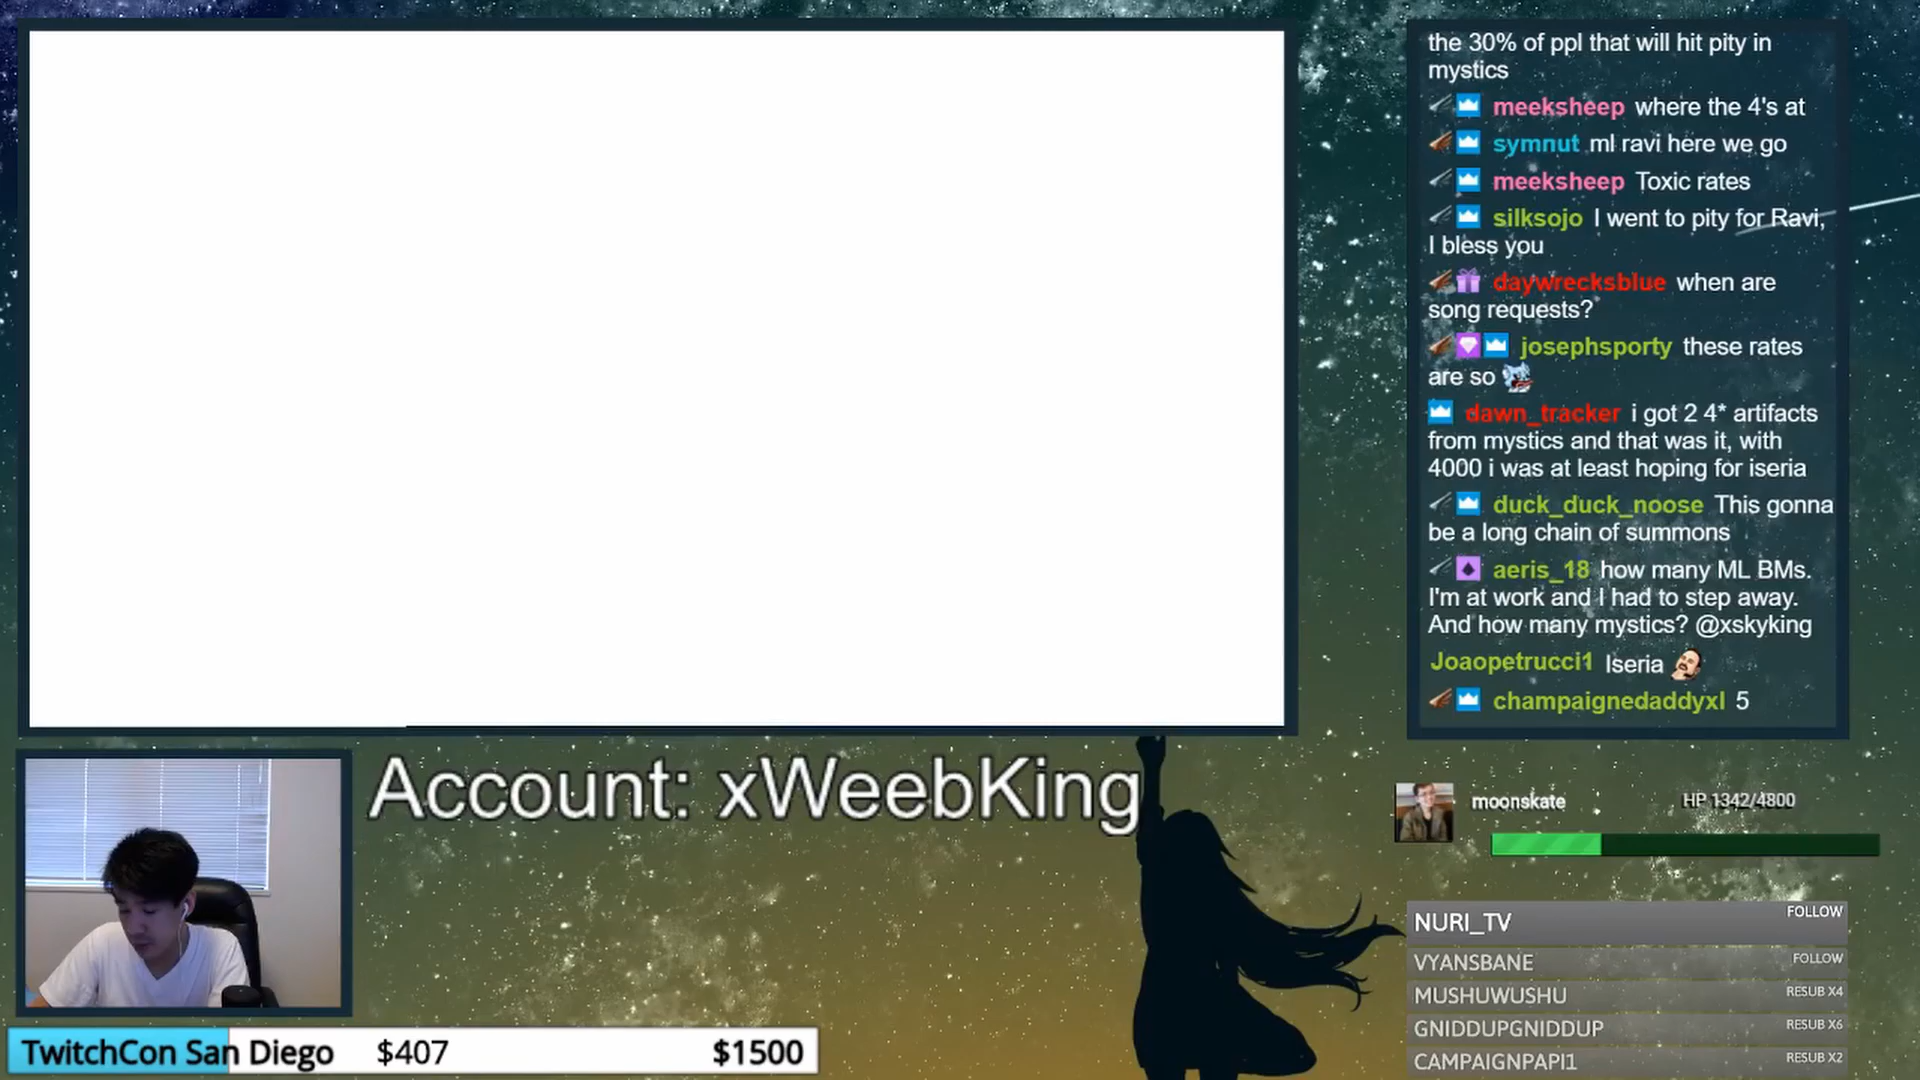 the 30% of ppl that will hit pity in
mystics
meeksheep where the 4's at
symnut ml ravi here we go
meeksheep Toxic rates
silksojo I went to pity for Ravi,
I bless you
daywrecksblue when are
song requests?
josephsporty these rates
are so
dawn_tracker i got 2 4* artifacts
from mystics and that was it, with
4000 i was at least hoping for iseria
duck_duck_noose This gonna
be a long chain of summons
aeris_18 how many ML BMs.
I'm at work and I had to step away.
And how many mystics? @xskyking
Joaopetrucci1 Iseria
champaignedaddyxl 5
Account: xWeebKing
moonskate HP 1342/4800
NURI_TV FOLLOW
VYANSBANE FOLLOW
MUSHUWUSHU RESUB X4
GNIDDUPGNIDDUP RESUB X6
CAMPAIGNPAPI1 RESUB X2
TwitchCon San Diego $407 $1500